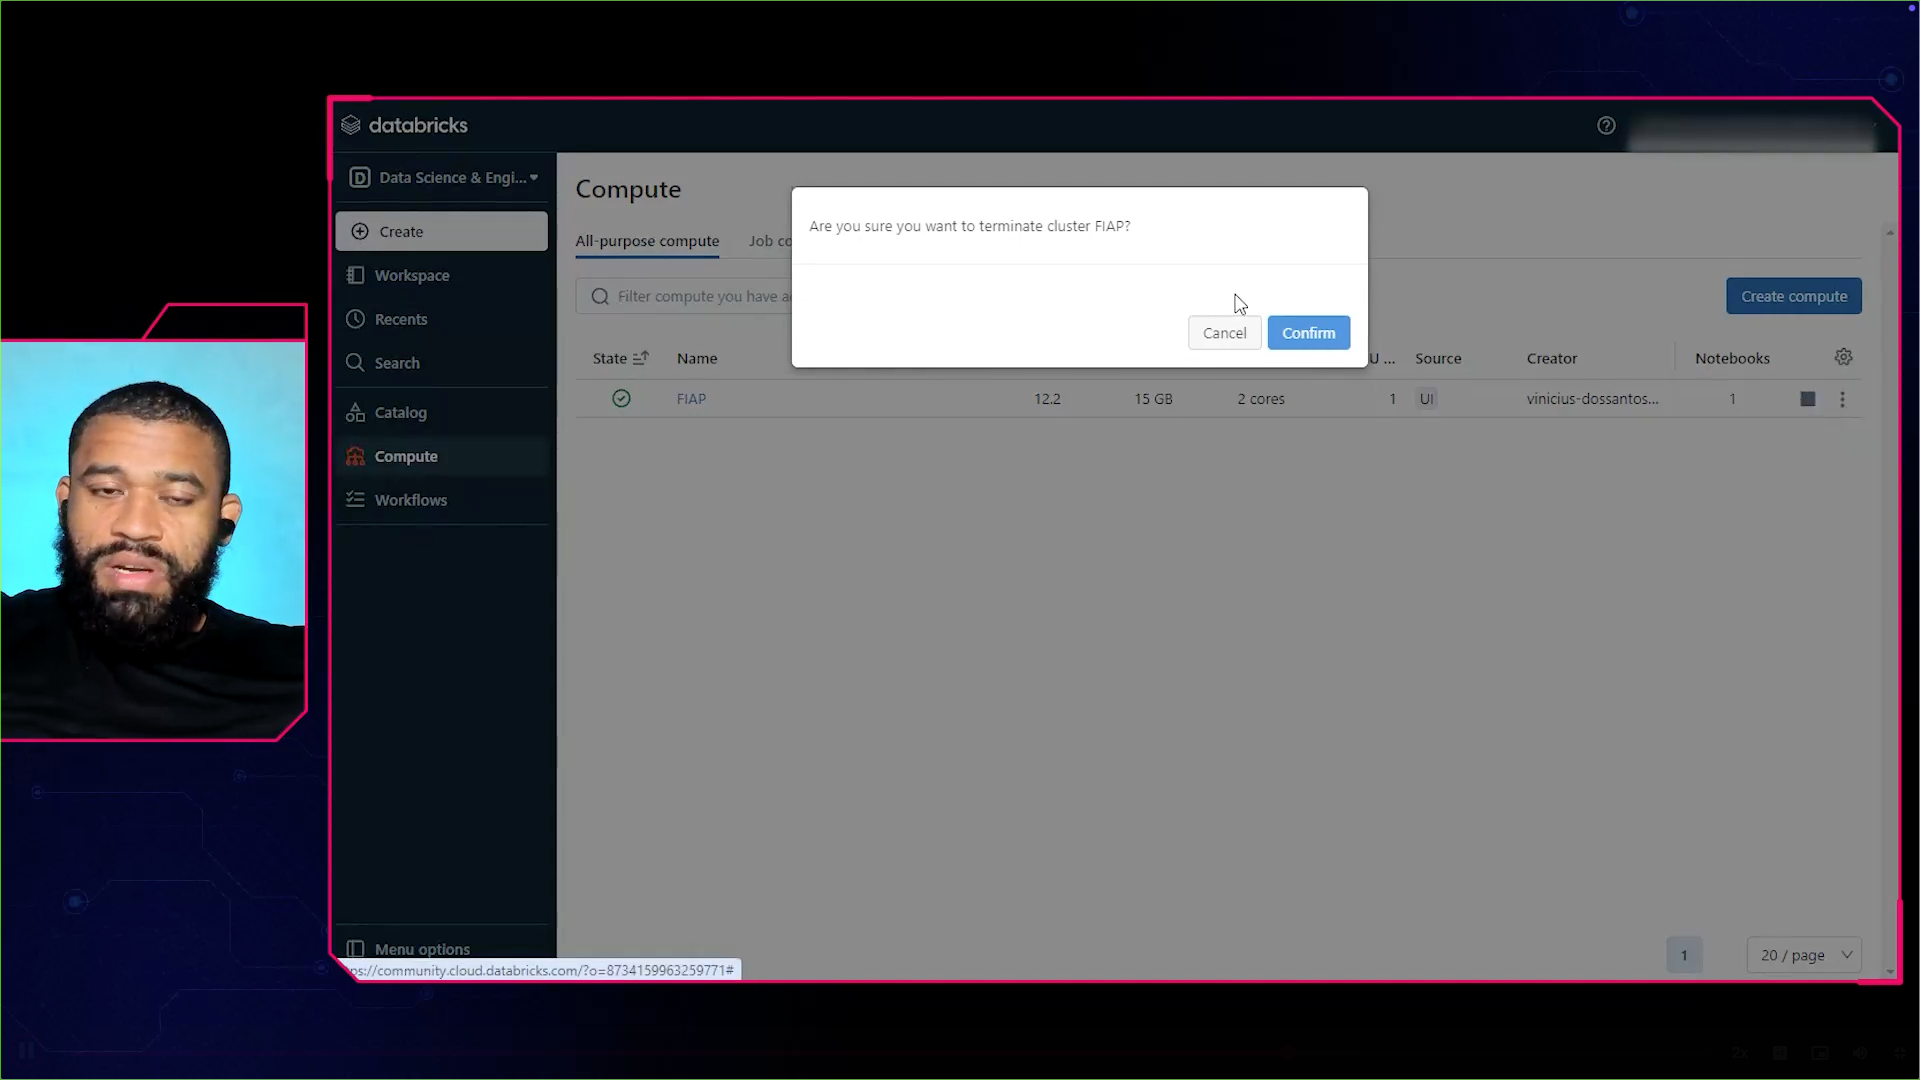 databricks
Data Science & Engi...
Create
Workspace
Recents
Search
Catalog
Compute
Workflows
Menu options
Compute
All-purpose compute
Job co
Filter compute you have a
Create compute
Are you sure you want to terminate cluster FIAP?
Cancel
Confirm
State
Name
U ...
Source
Creator
Notebooks
FIAP
12.2
15 GB
2 cores
1
UI
vinicius-dossantos...
1
1
20 / page
ps://community.cloud.databricks.com/?o=8734159963259771#
2x